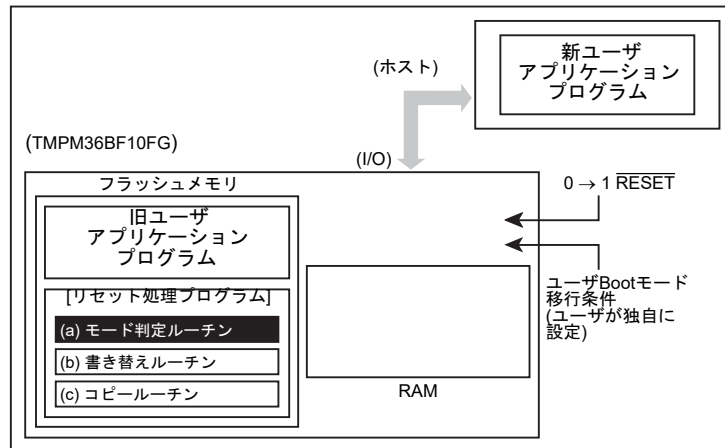 新ユーザ
アプリケーション
プログラム
(ホスト)
(TMPM36BF10FG)
(I/O)
フラッシュメモリ
0 → 1 RESET
旧ユーザ
アプリケーション
プログラム
[リセット処理プログラム]
(a) モード判定ルーチン
(b) 書き替えルーチン
(c) コピールーチン
RAM
ユーザBootモード
移行条件
(ユーザが独自に
設定)